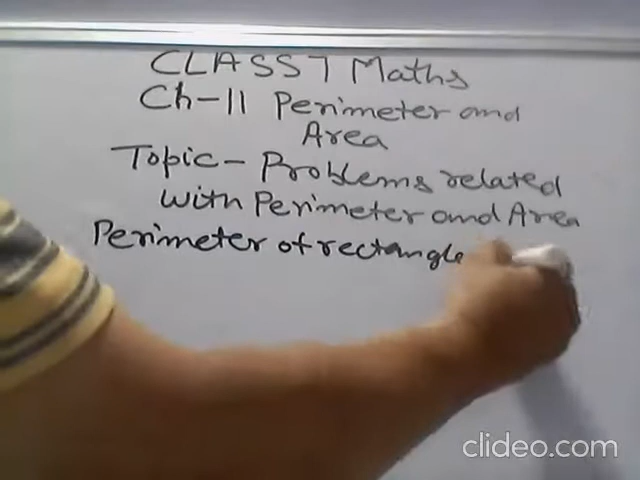 CLASS 7 Maths
Ch-11 Perimeter and
Area
Topic- Problems related
with Perimeter and Area
Perimeter of rectangle
clideo.com